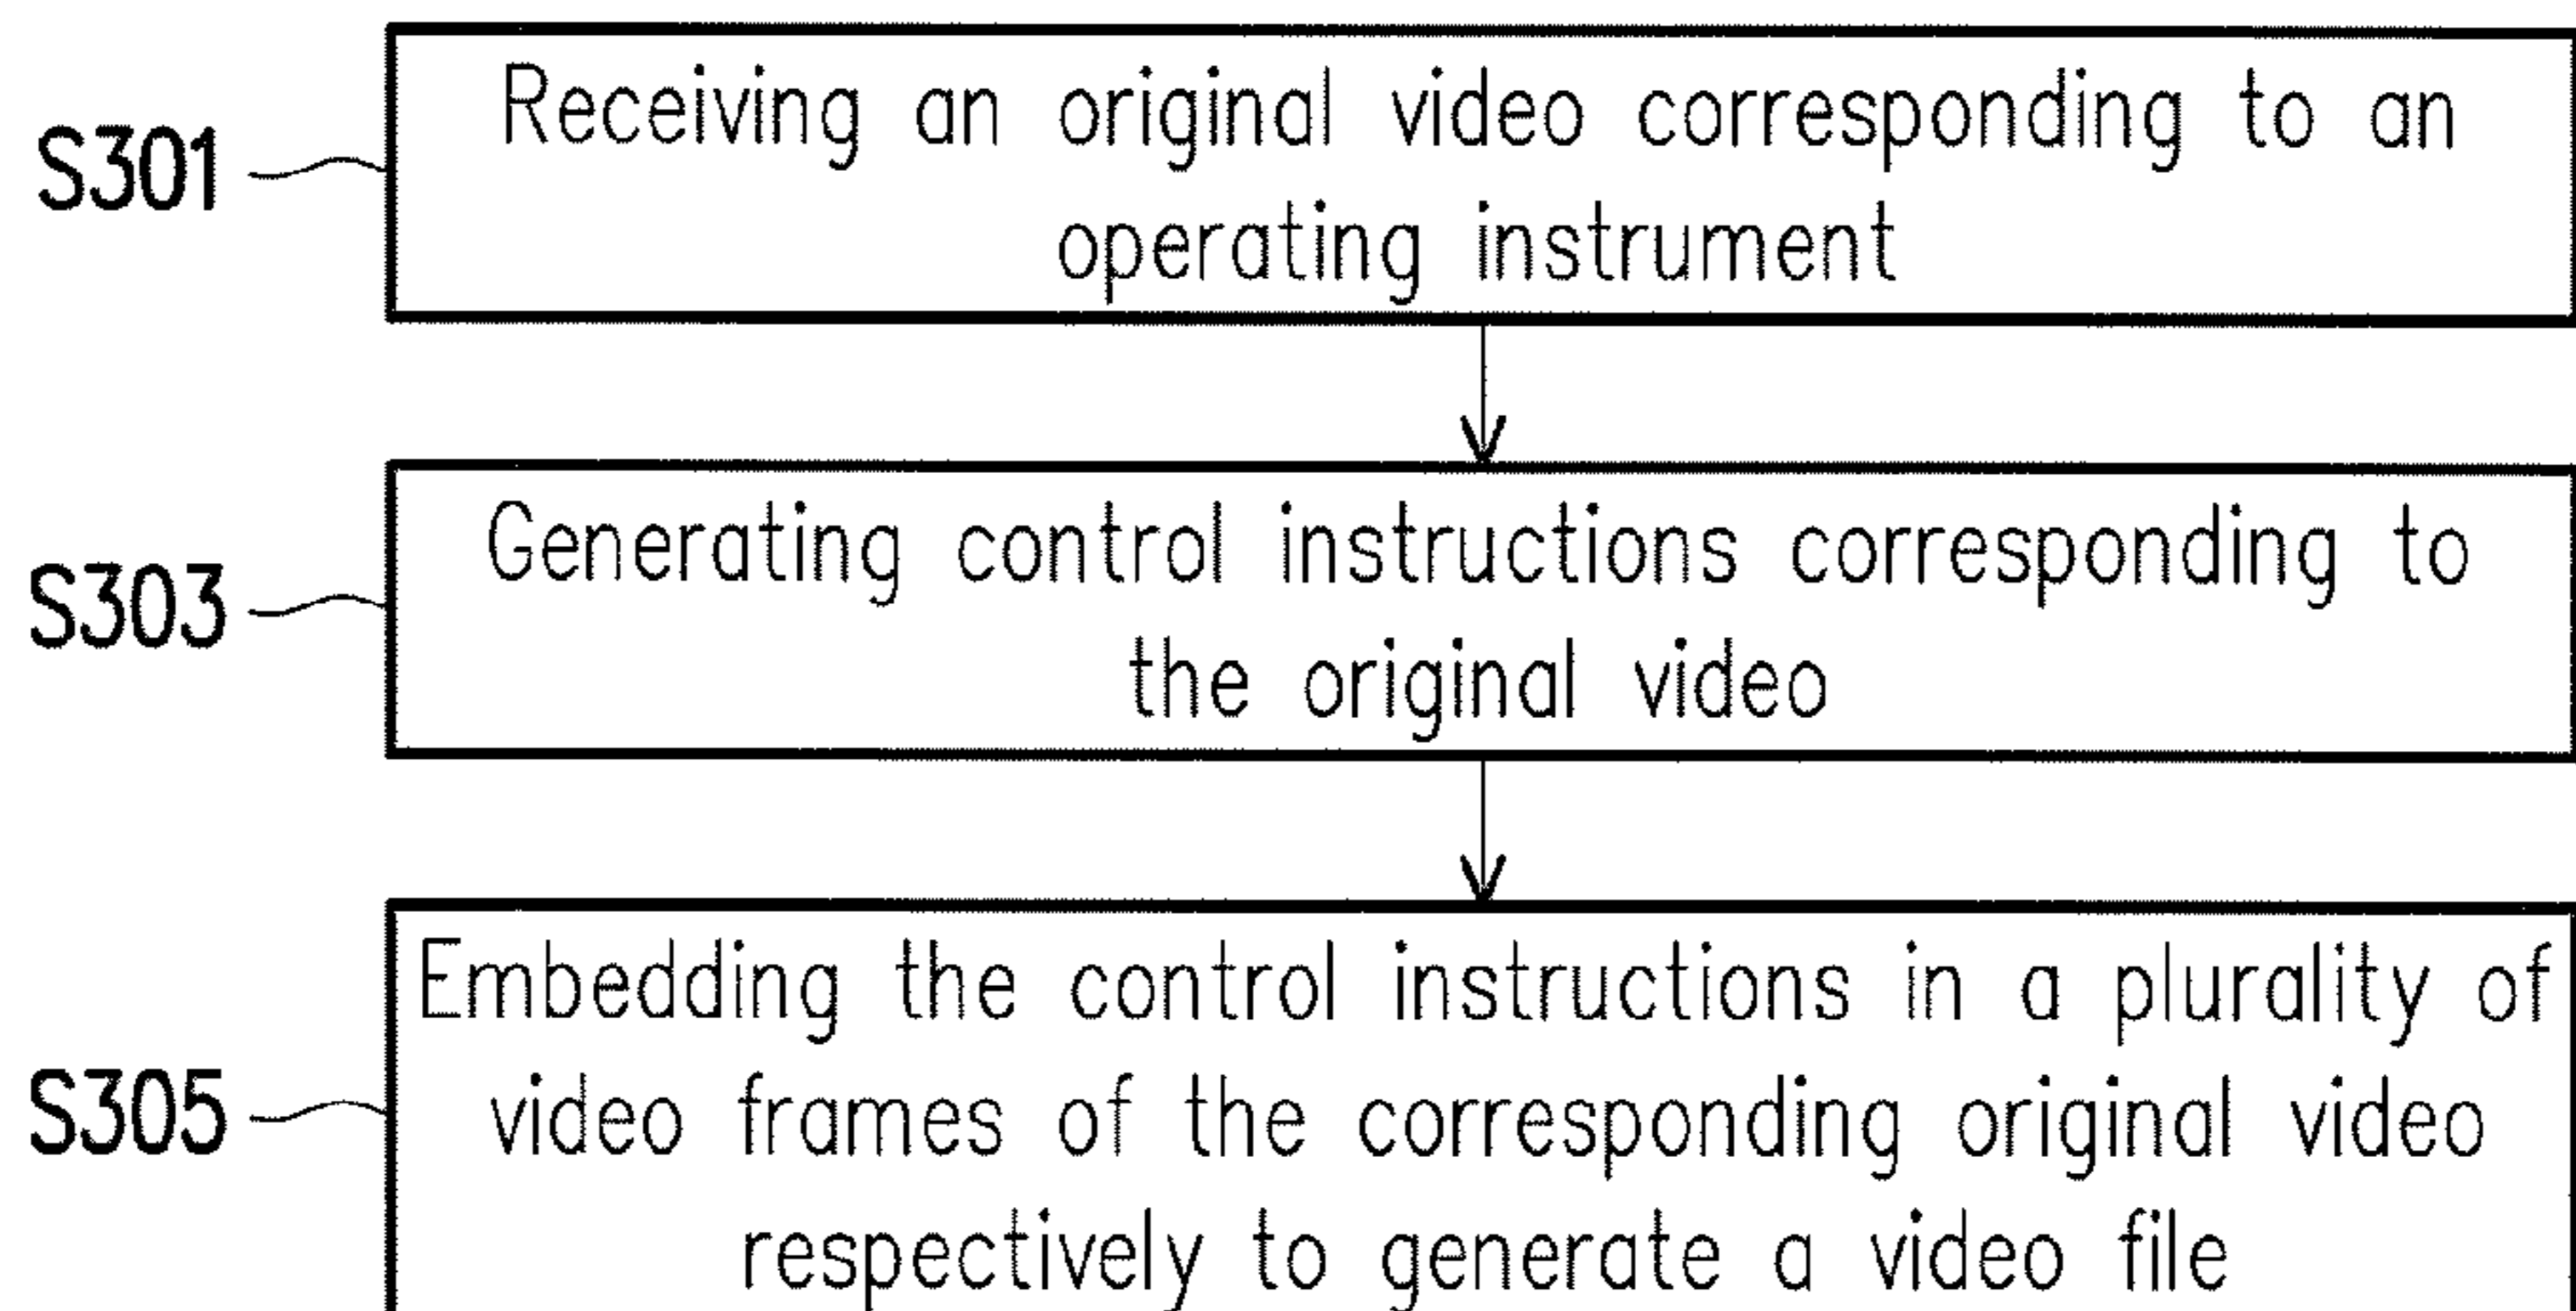 S301
Receiving an original video corresponding to an
operating instrument
S303
Generating control instructions corresponding to
the original video
S305
Embedding the control instructions in a plurality of
video frames of the corresponding original video
respectively to generate a video file